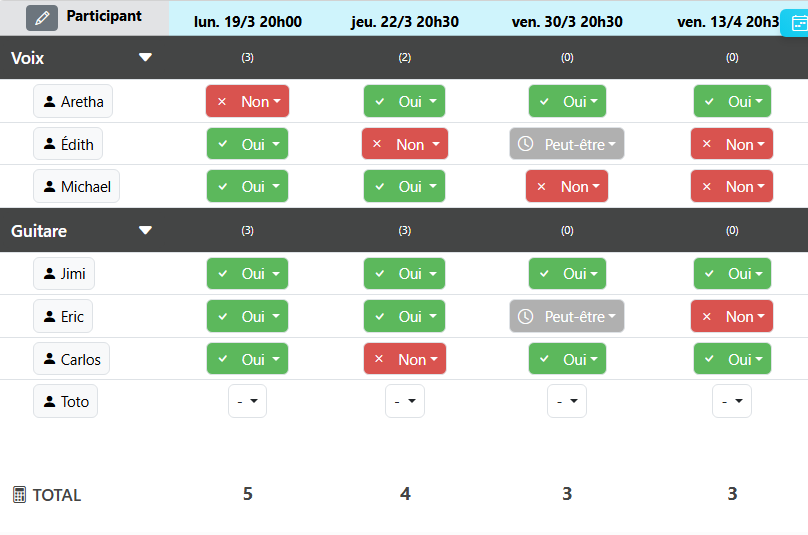 Participant lun. 19/3 20h00 jeu. 22/3 20h30 ven. 30/3 20h30 ven. 13/4 20h3
Voix (3) (2) (0) (0)
Aretha Non Oui Oui Oui
Édith Oui Non Peut-être Non
Michael Oui Oui Non Non
Guitare (3) (3) (0) (0)
Jimi Oui Oui Oui Oui
Eric Oui Oui Peut-être Non
Carlos Oui Non Oui Oui
Toto - - - -
TOTAL 5 4 3 3